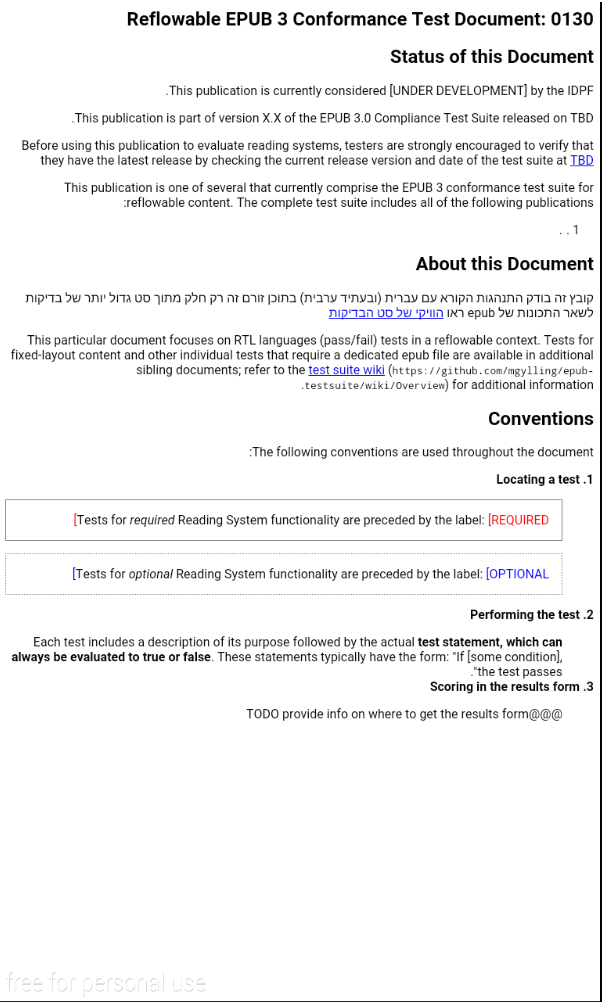 Reflowable EPUB 3 Conformance Test Document: 0130
Status of this Document
.This publication is currently considered [UNDER DEVELOPMENT] by the IDPF
.This publication is part of version X.X of the EPUB 3.0 Compliance Test Suite released on TBD
Before using this publication to evaluate reading systems, testers are strongly encouraged to verify that
they have the latest release by checking the current release version and date of the test suite at TBD
This publication is one of several that currently comprise the EPUB 3 conformance test suite for
:reflowable content. The complete test suite includes all of the following publications
. . 1
About this Document
קובץ זה בודק התנהגות הקורא עם עברית (ובעתיד ערבית) בתוכן זורם זה רק חלק מתוך סט גדול יותר של בדיקות
לשאר התכונות של epub ראו הוויקי של סט הבדיקות
This particular document focuses on RTL languages (pass/fail) tests in a reflowable context. Tests for
fixed-layout content and other individual tests that require a dedicated epub file are available in additional
sibling documents; refer to the test suite wiki (https://github.com/mgylling/epub-
.testsuite/wiki/Overview) for additional information
Conventions
:The following conventions are used throughout the document
Locating a test .1
[Tests for required Reading System functionality are preceded by the label: [REQUIRED
[Tests for optional Reading System functionality are preceded by the label: [OPTIONAL
Performing the test .2
Each test includes a description of its purpose followed by the actual test statement, which can
always be evaluated to true or false. These statements typically have the form: "If [some condition],
."the test passes
Scoring in the results form .3
TODO provide info on where to get the results form@@@
free for personal use